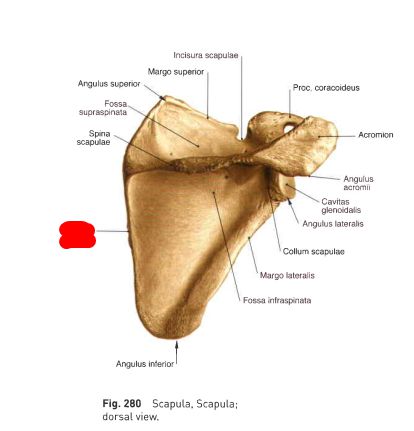 Incisura scapulae
Margo superior
Angulus superior
Proc. coracoideus
Fossa
supraspinata
Spina
scapulae
Acromion
Angulus
acromii
Cavitas
glenoidalis
Angulus lateralis
Collum scapulae
Margo lateralis
Fossa infraspinata
Angulus inferior
Fig. 280 Scapula, Scapula;
dorsal view.